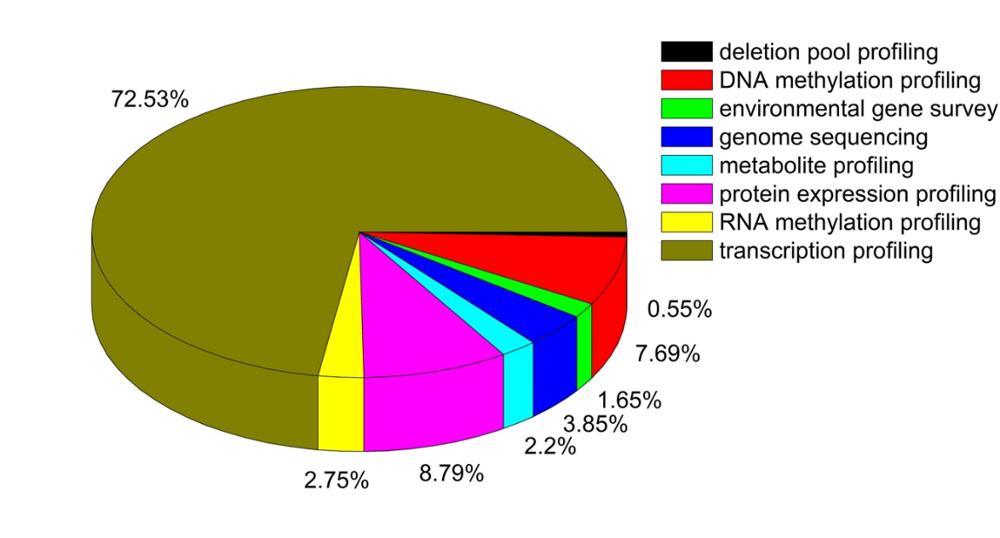 deletion pool profiling
DNA methylation profiling
environmental gene survey
genome sequencing
metabolite profiling
protein expression profiling
RNA methylation profiling
transcription profiling
72.53%
0.55%
7.69%
1.65%
3.85%
2.2%
8.79%
2.75%